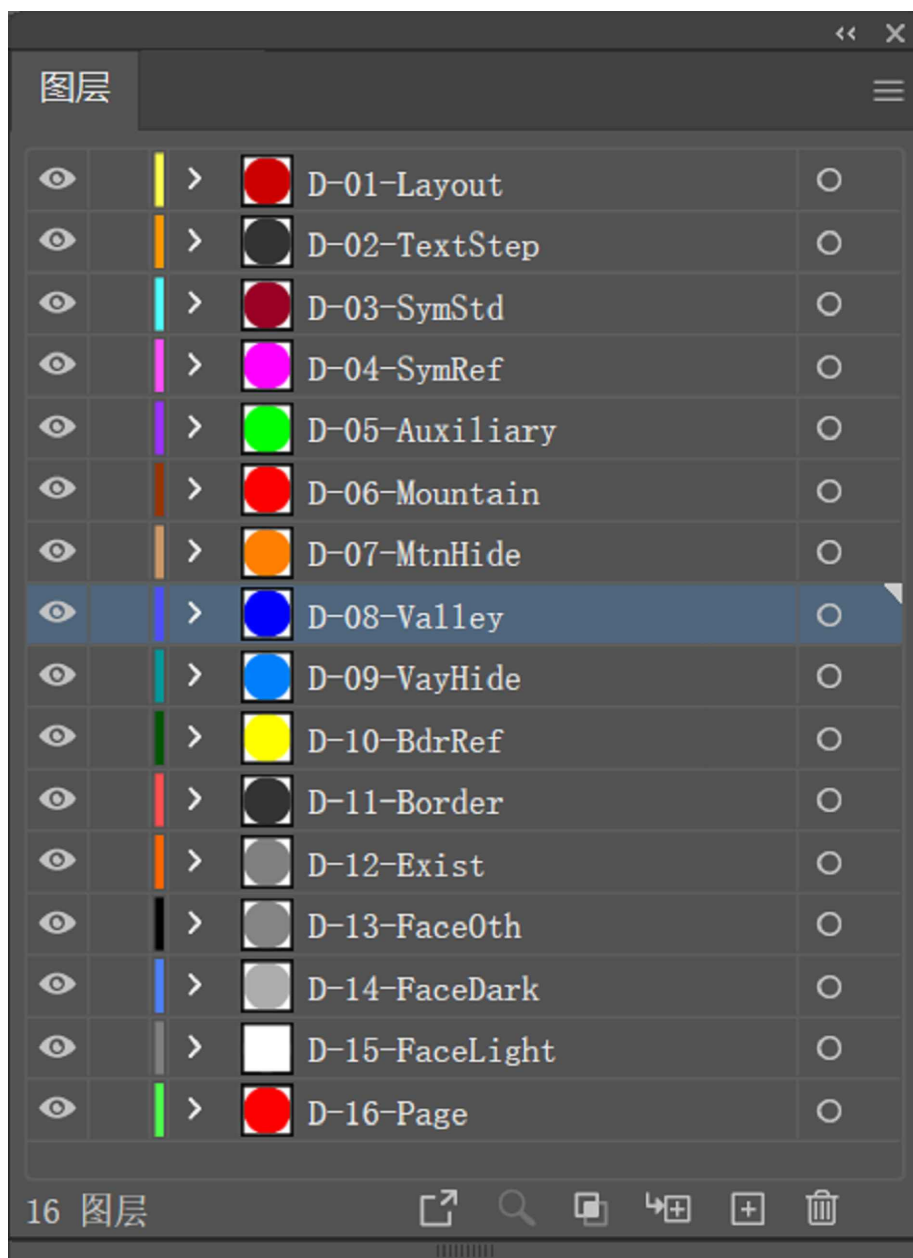 图层
D-01-Layout
D-02-TextStep
D-03-SymStd
D-04-SymRef
D-05-Auxiliary
D-06-Mountain
D-07-MtnHide
D-08-Valley
D-09-VayHide
D-10-BdrRef
D-11-Border
D-12-Exist
D-13-FaceOth
D-14-FaceDark
D-15-FaceLight
D-16-Page
16 图层